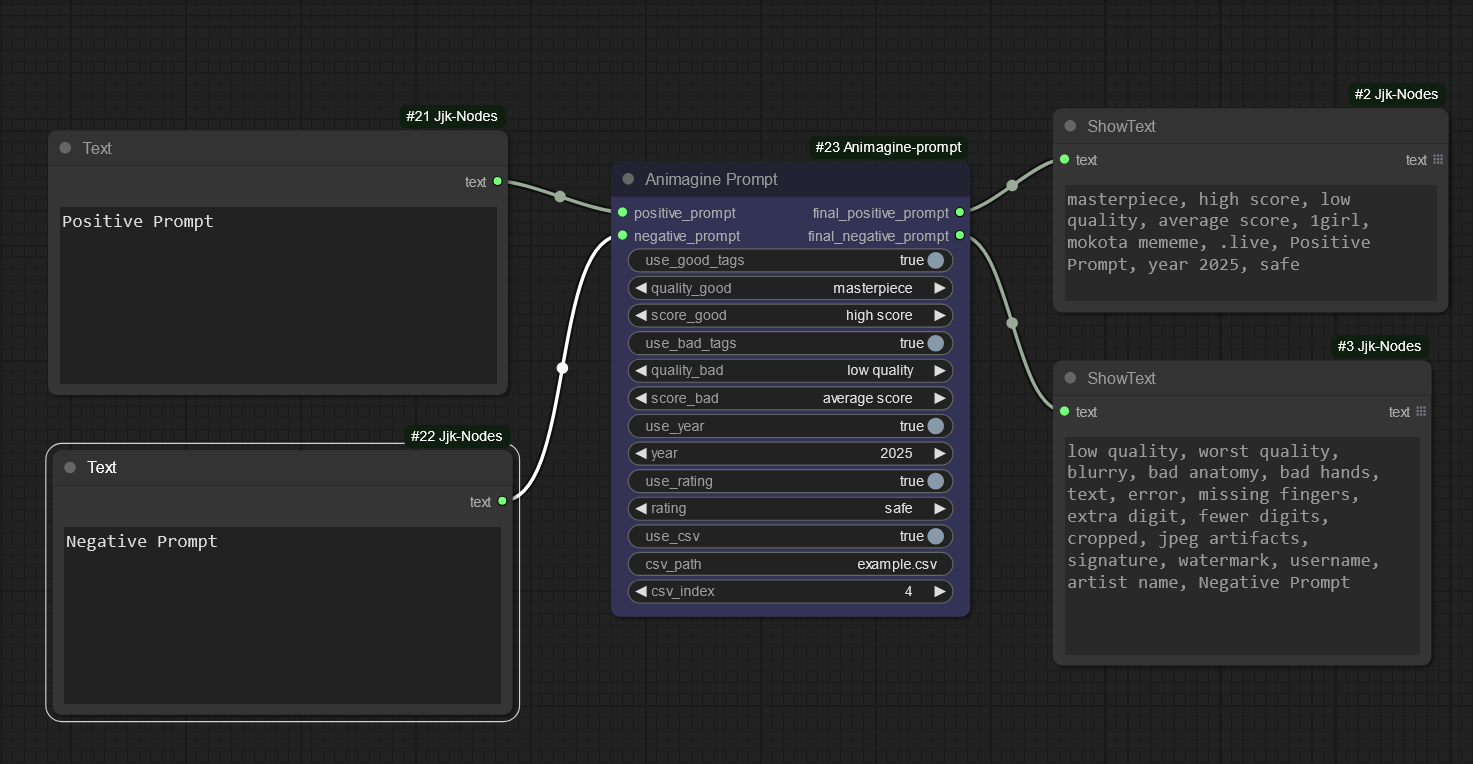 #21 Jjk-Nodes
Text
text
Positive Prompt
#22 Jjk-Nodes
Text
text
Negative Prompt
#23 Animagine-prompt
Animagine Prompt
positive_prompt final_positive_prompt
negative_prompt final_negative_prompt
use_good_tags true
quality_good masterpiece
score_good high score
use_bad_tags true
quality_bad low quality
score_bad average score
use_year true
year 2025
use_rating true
rating safe
use_csv true
csv_path example.csv
csv_index 4
#2 Jjk-Nodes
ShowText
text text
masterpiece, high score, low
quality, average score, 1girl,
mokota mememe, .live, Positive
Prompt, year 2025, safe
#3 Jjk-Nodes
ShowText
text text
low quality, worst quality,
blurry, bad anatomy, bad hands,
text, error, missing fingers,
extra digit, fewer digits,
cropped, jpeg artifacts,
signature, watermark, username,
artist name, Negative Prompt